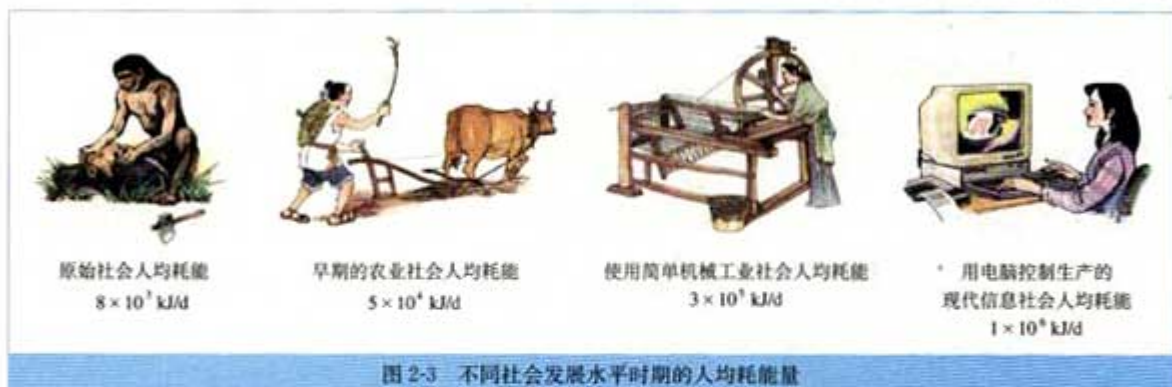 原始社会人均耗能
8×10³ kJ/d
早期的农业社会人均耗能
5×10⁴ kJ/d
使用简单机械工业社会人均耗能
3×10⁵ kJ/d
用电脑控制生产的
现代信息社会人均耗能
1×10⁶ kJ/d
图 2-3 不同社会发展水平时期的人均耗能量